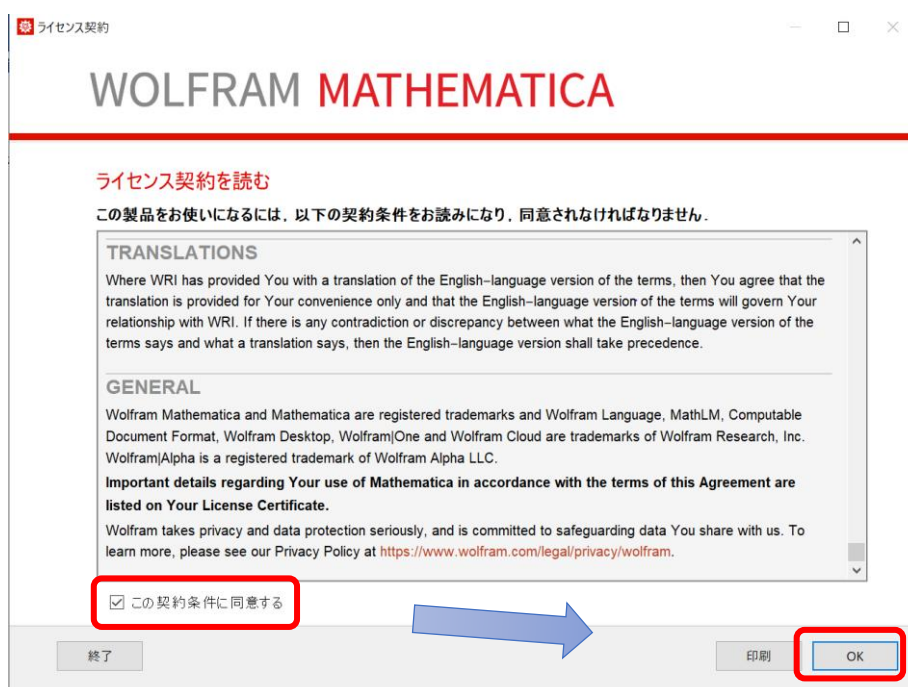 ライセンス契約
WOLFRAM MATHEMATICA
ライセンス契約を読む
この製品をお使いになるには，以下の契約条件をお読みになり，同意されなければなりません．
TRANSLATIONS
Where WRI has provided You with a translation of the English–language version of the terms, then You agree that the
translation is provided for Your convenience only and that the English–language version of the terms will govern Your
relationship with WRI. If there is any contradiction or discrepancy between what the English–language version of the
terms says and what a translation says, then the English–language version shall take precedence.
GENERAL
Wolfram Mathematica and Mathematica are registered trademarks and Wolfram Language, MathLM, Computable
Document Format, Wolfram Desktop, Wolfram|One and Wolfram Cloud are trademarks of Wolfram Research, Inc.
Wolfram|Alpha is a registered trademark of Wolfram Alpha LLC.
Important details regarding Your use of Mathematica in accordance with the terms of this Agreement are
listed on Your License Certificate.
Wolfram takes privacy and data protection seriously, and is committed to safeguarding data You share with us. To
learn more, please see our Privacy Policy at https://www.wolfram.com/legal/privacy/wolfram.
この契約条件に同意する
終了 印刷 OK